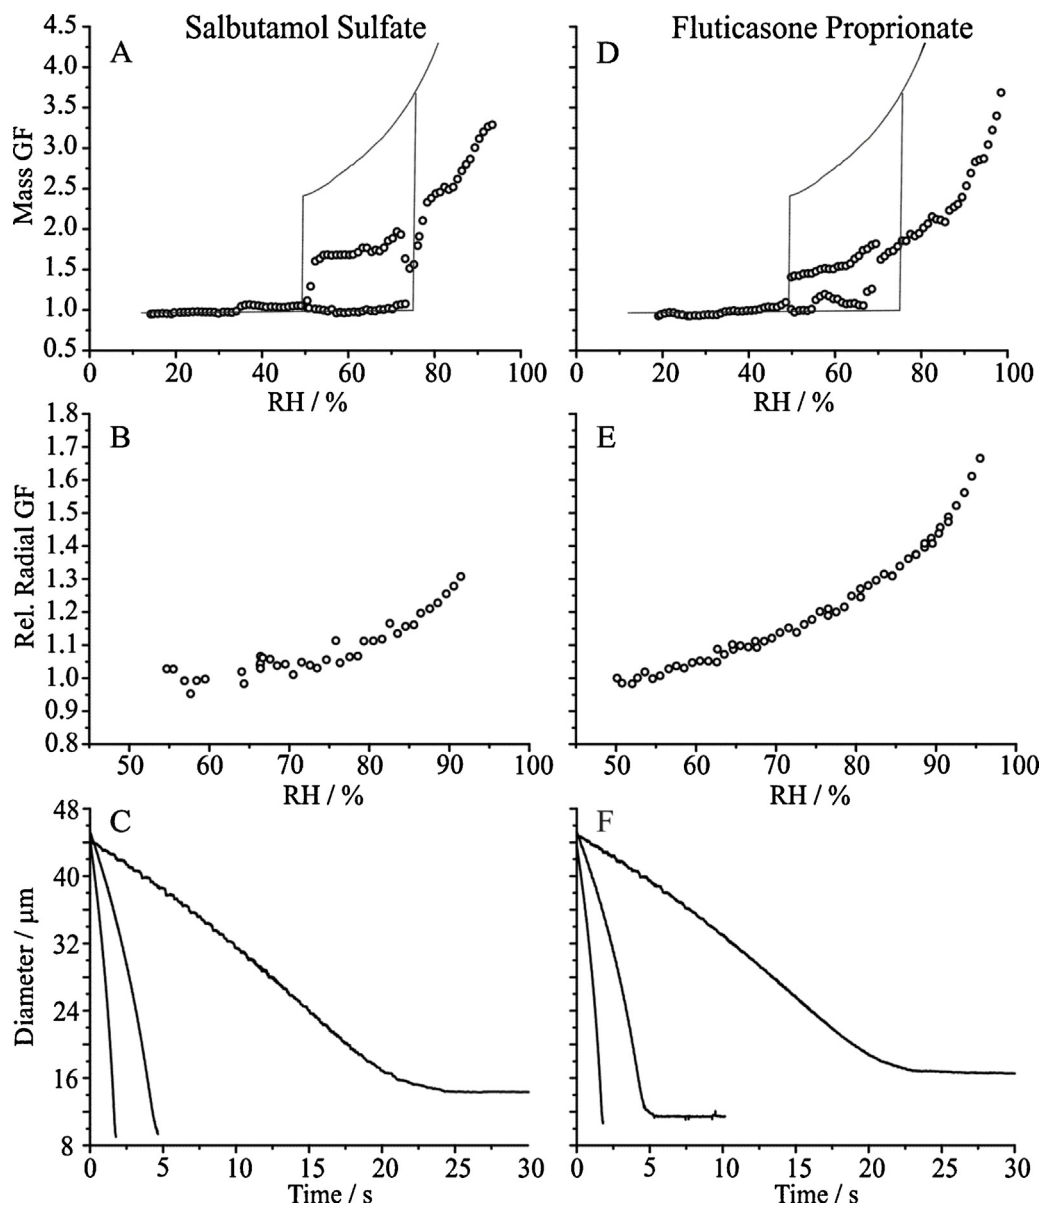 Salbutamol Sulfate
Fluticasone Proprionate
A
4.5
4.0
3.5
3.0
2.5
2.0
1.5
1.0
0.5
Mass GF
0 20 40 60 80 100
RH / %
D
0 20 40 60 80 100
RH / %
B
1.8
1.7
1.6
1.5
1.4
1.3
1.2
1.1
1.0
0.9
0.8
Rel. Radial GF
50 60 70 80 90 100
RH / %
E
50 60 70 80 90 100
RH / %
C
48
40
32
24
16
8
Diameter / μm
0 5 10 15 20 25 30
Time / s
F
0 5 10 15 20 25 30
Time / s